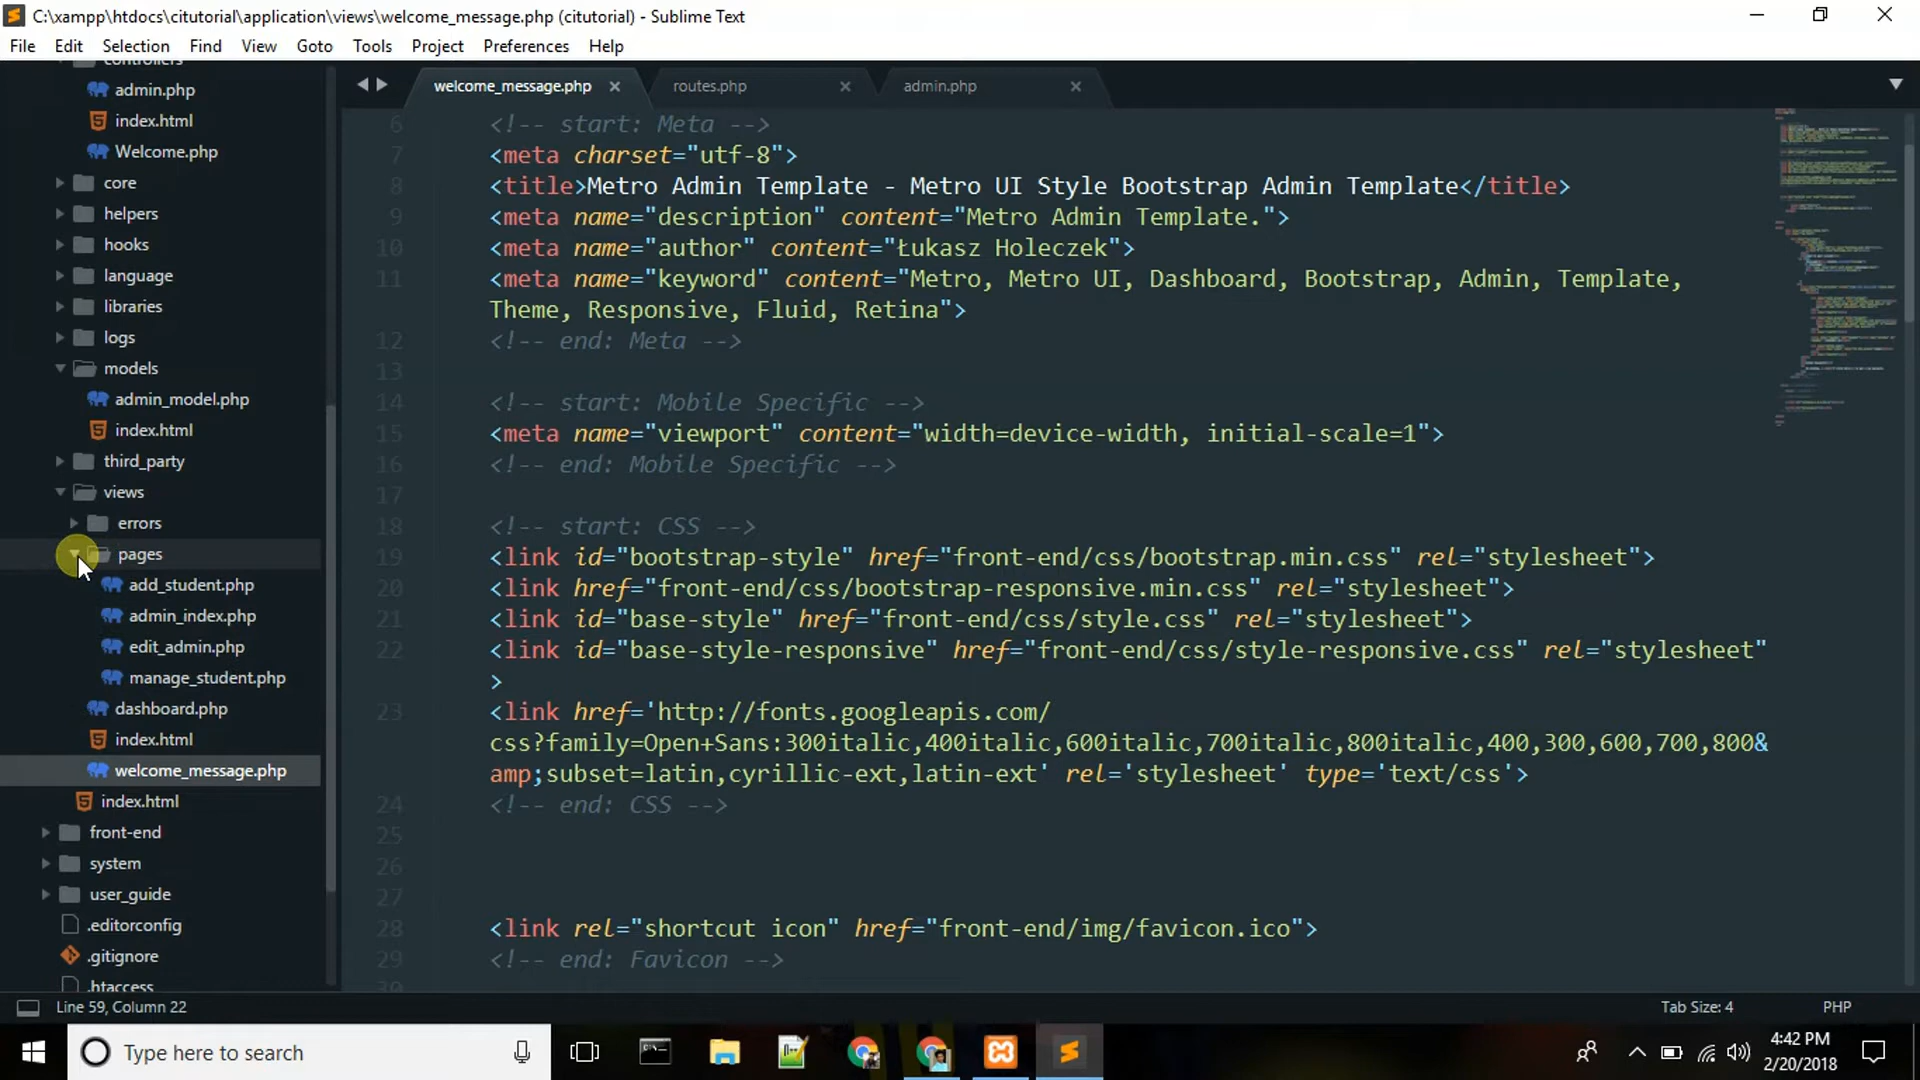 C:\xampp\htdocs\citutorial\application\views\welcome_message.php (citutorial) - Sublime Text
File Edit Selection Find View Goto Tools Project Preferences Help
controllers
admin.php
index.html
Welcome.php
core
helpers
hooks
language
libraries
logs
models
admin_model.php
index.html
third_party
views
errors
pages
add_student.php
admin_index.php
edit_admin.php
manage_student.php
dashboard.php
index.html
welcome_message.php
index.html
front-end
system
user_guide
.editorconfig
.gitignore
.htaccess
welcome_message.php routes.php admin.php
6 <!-- start: Meta -->
7 <meta charset="utf-8">
8 <title>Metro Admin Template - Metro UI Style Bootstrap Admin Template</title>
9 <meta name="description" content="Metro Admin Template.">
10 <meta name="author" content="Łukasz Holeczek">
11 <meta name="keyword" content="Metro, Metro UI, Dashboard, Bootstrap, Admin, Template,
Theme, Responsive, Fluid, Retina">
12 <!-- end: Meta -->
13
14 <!-- start: Mobile Specific -->
15 <meta name="viewport" content="width=device-width, initial-scale=1">
16 <!-- end: Mobile Specific -->
17
18 <!-- start: CSS -->
19 <link id="bootstrap-style" href="front-end/css/bootstrap.min.css" rel="stylesheet">
20 <link href="front-end/css/bootstrap-responsive.min.css" rel="stylesheet">
21 <link id="base-style" href="front-end/css/style.css" rel="stylesheet">
22 <link id="base-style-responsive" href="front-end/css/style-responsive.css" rel="stylesheet"
>
23 <link href='http://fonts.googleapis.com/
css?family=Open+Sans:300italic,400italic,600italic,700italic,800italic,400,300,600,700,800&
amp;subset=latin,cyrillic-ext,latin-ext' rel='stylesheet' type='text/css'>
24 <!-- end: CSS -->
25
26
27
28 <link rel="shortcut icon" href="front-end/img/favicon.ico">
29 <!-- end: Favicon -->
30
Line 59, Column 22
Tab Size: 4 PHP
Type here to search
4:42 PM
2/20/2018